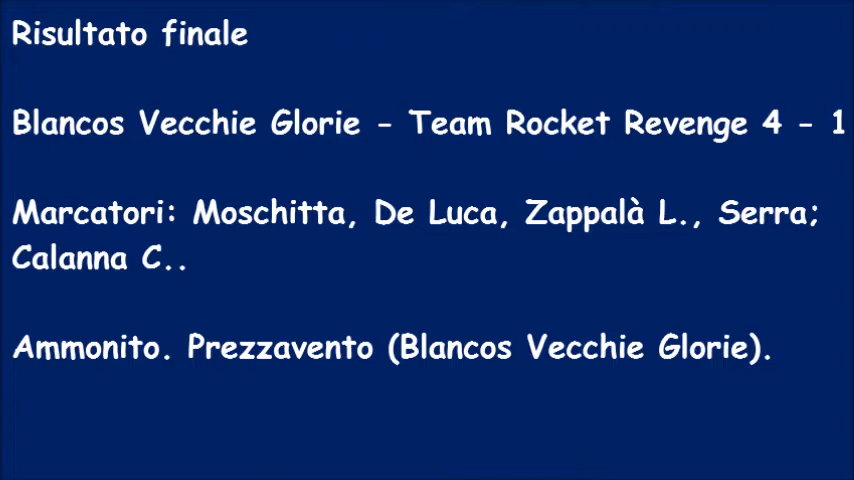 Risultato finale
Blancos Vecchie Glorie - Team Rocket Revenge 4 - 1
Marcatori: Moschitta, De Luca, Zappalà L., Serra;
Calanna C..
Ammonito. Prezzavento (Blancos Vecchie Glorie).